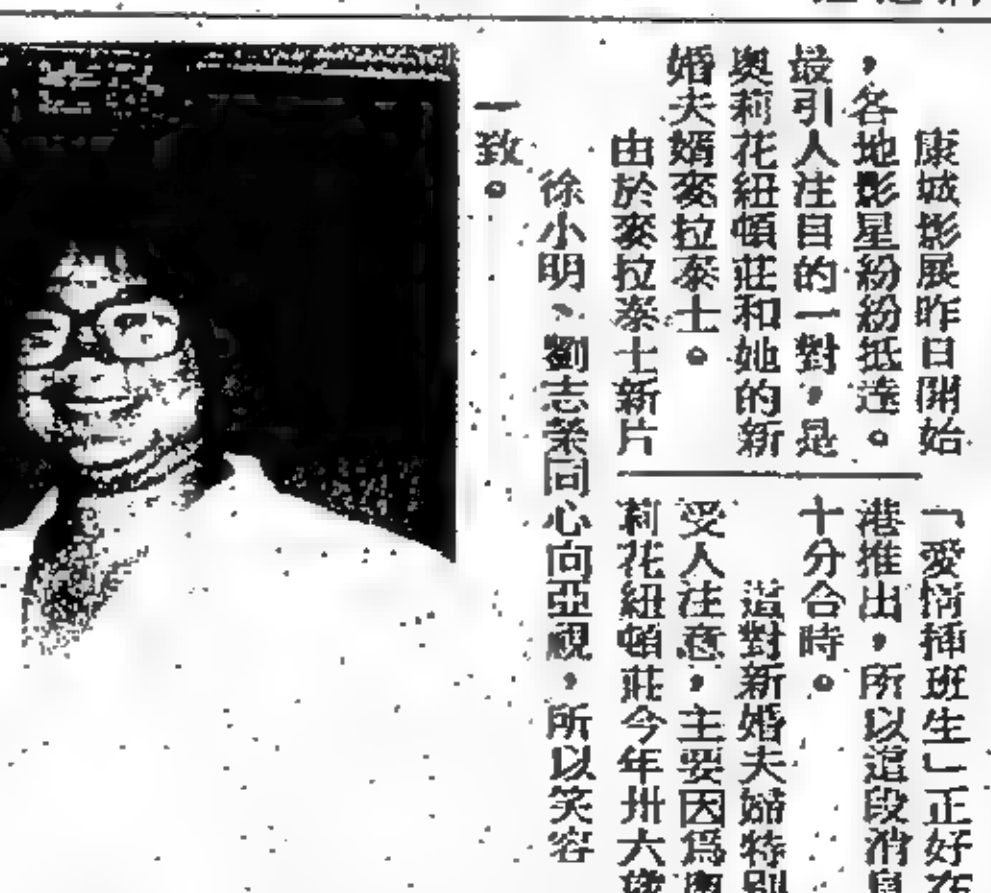 康城影展昨日開始
，各地影星紛紛抵達。
最引人注目的一對，是
奧莉花紐頓莊和她的新
婚夫婿麥拉泰士。
由於麥拉泰士新片
「愛情插班生」正好在
港推出，所以這段消息
十分合時。
這對新婚夫婦特別
受人注意，主要因爲奧
莉花紐頓莊今年卅六歲
徐小明、劉志榮同心向亞視，所以笑容
一致。